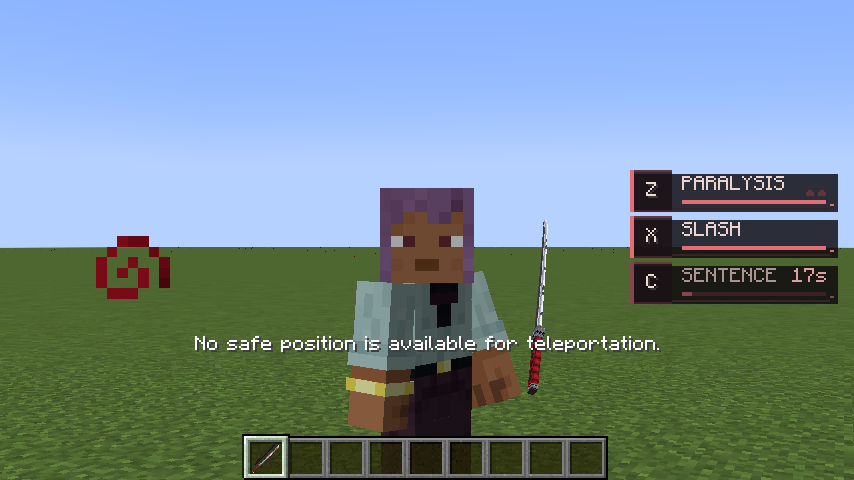 Z PARALYSIS
X SLASH
C SENTENCE 17s
No safe position is available for teleportation.